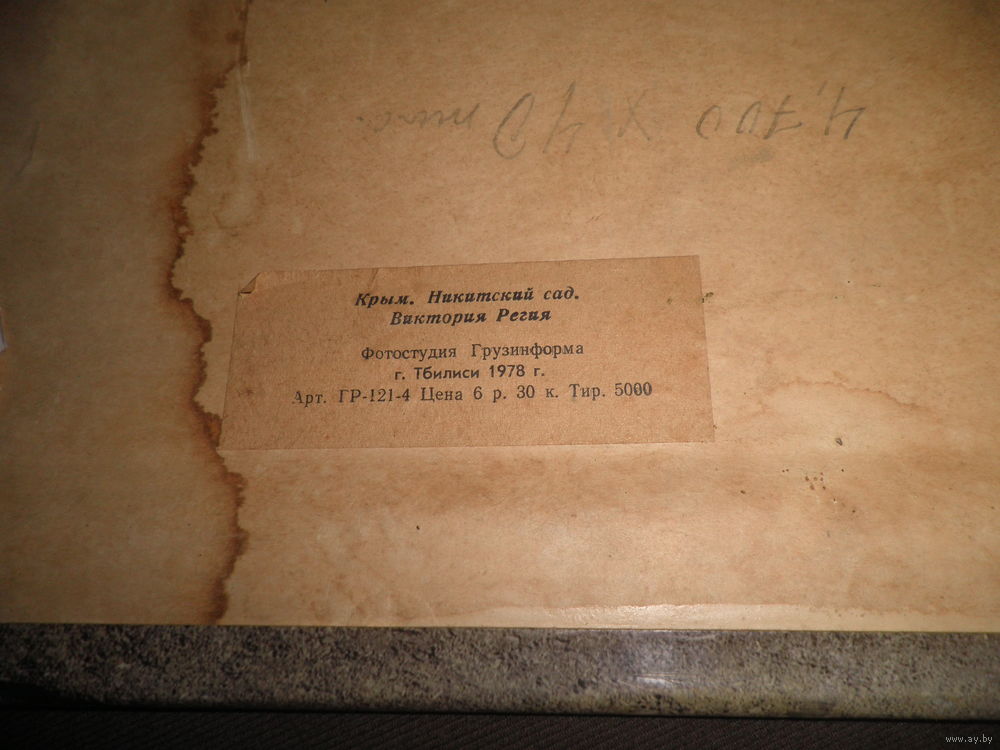 Крым. Никитский сад.
Виктория Регия
Фотостудия Грузинформа
г. Тбилиси 1978 г.
Арт. ГР-121-4 Цена 6 р. 30 к. Тир. 5000
www.ay.by